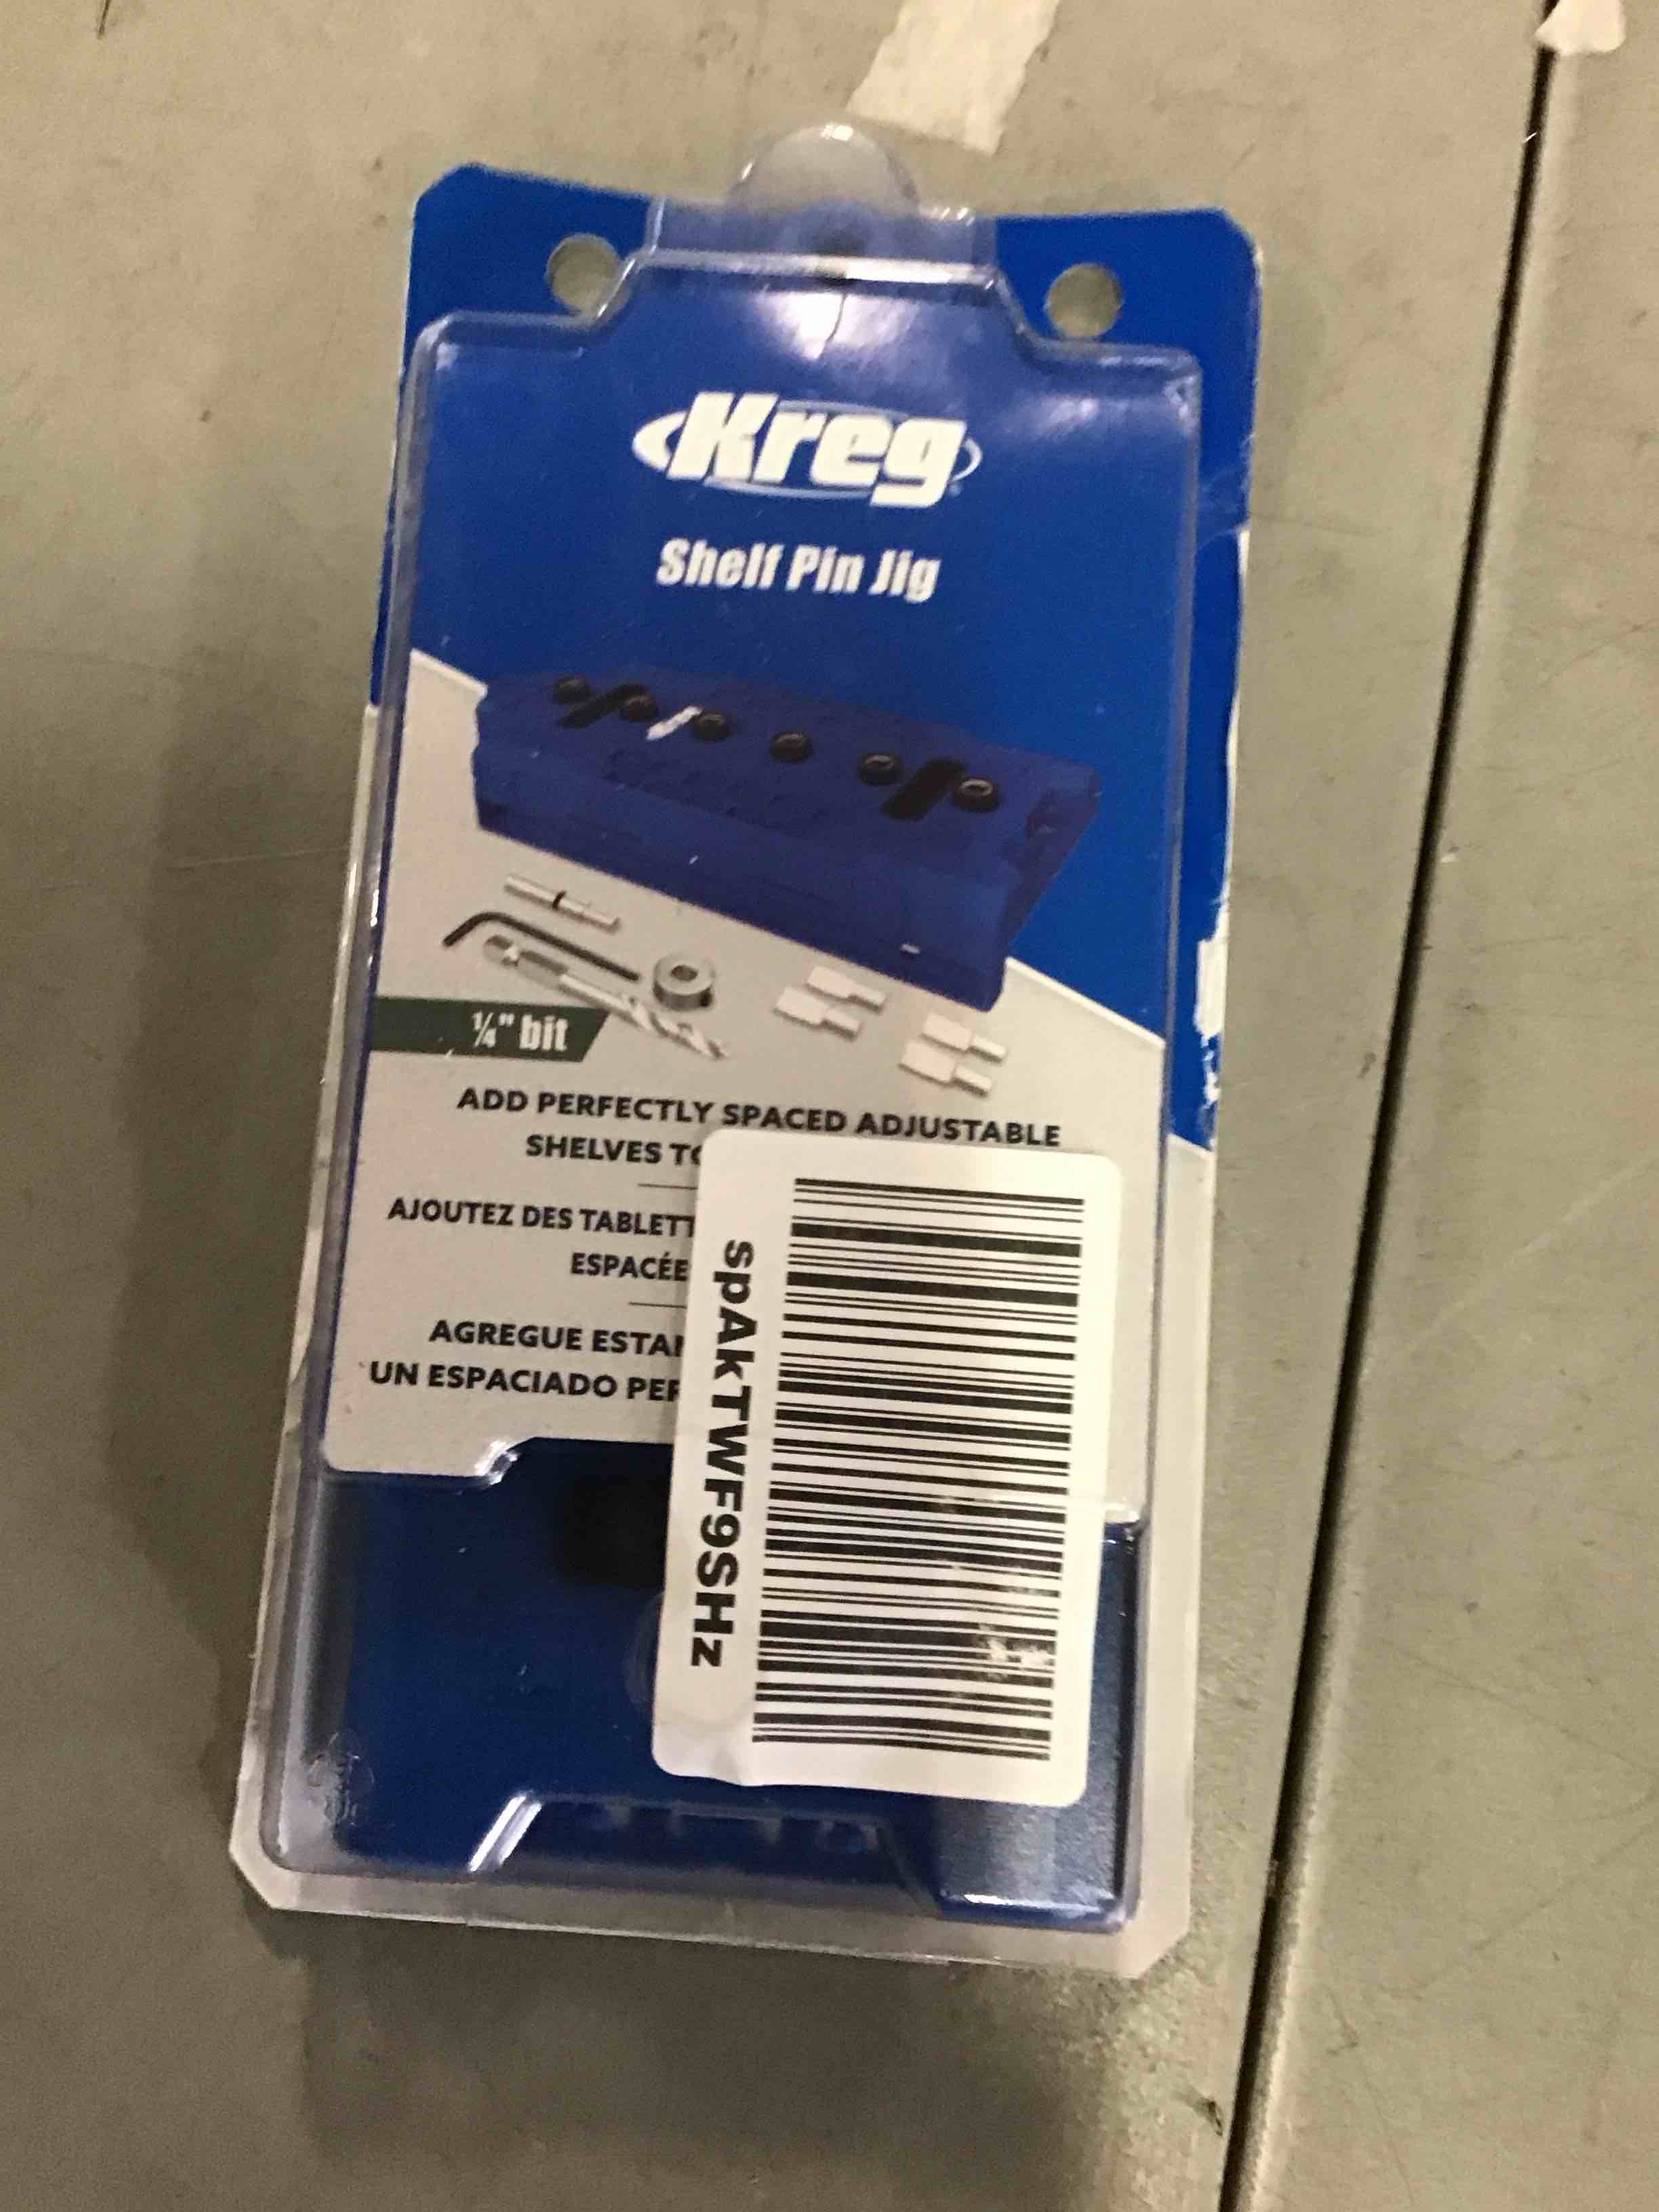 Kreg
Shelf Pin Jig
¼" bit
ADD PERFECTLY SPACED ADJUSTABLE
SHELVES TO
AJOUTEZ DES TABLETT
ESPACÉE
AGREGUE ESTAN
UN ESPACIADO PER
spAkTWF9SHz